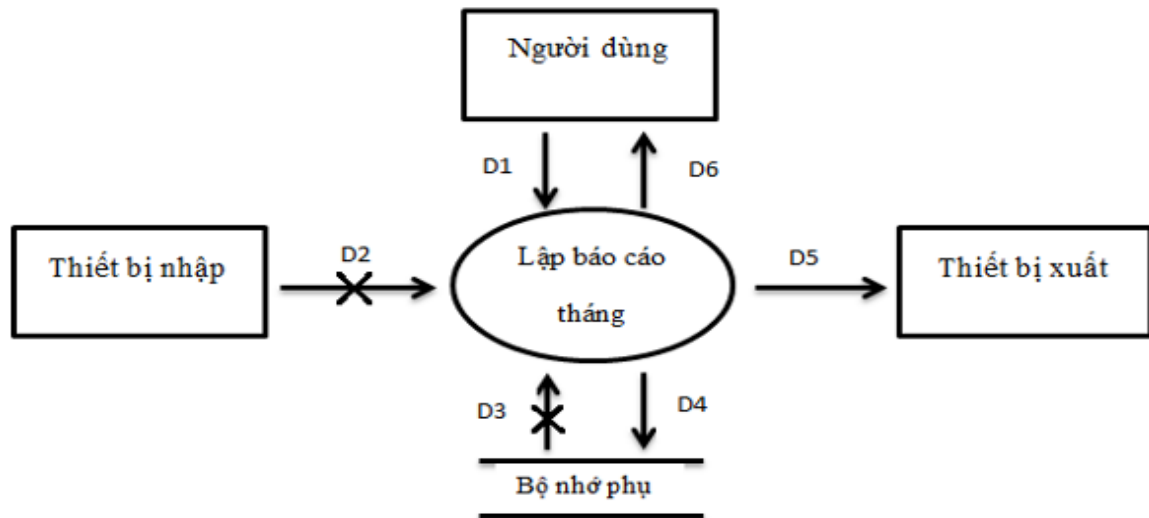 Người dùng
D1
D6
Thiết bị nhập
D2
Lập báo cáo
tháng
D5
Thiết bị xuất
D3
D4
Bộ nhớ phụ